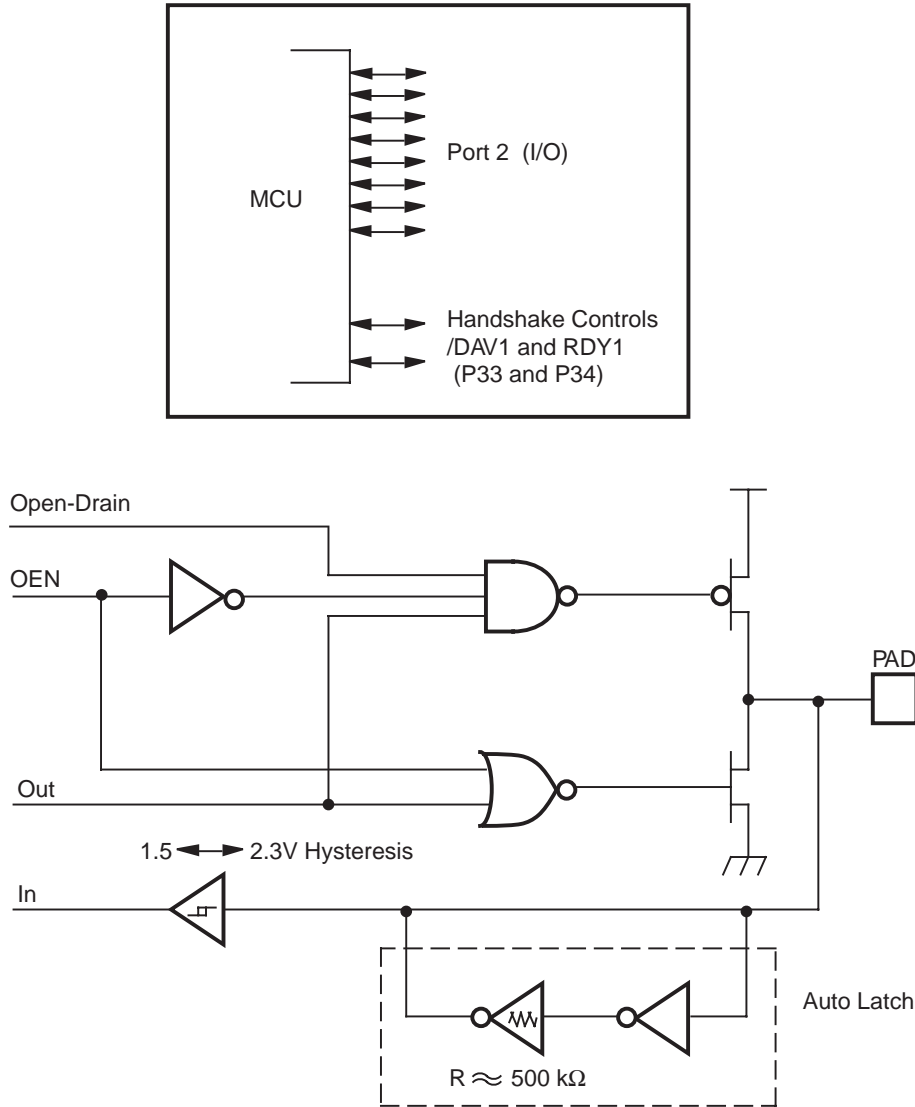 MCU
Port 2 (I/O)
Handshake Controls
/DAV1 and RDY1
(P33 and P34)
Open-Drain
OEN
PAD
Out
1.5 2.3V Hysteresis
In
Auto Latch
R ≈ 500 kΩ